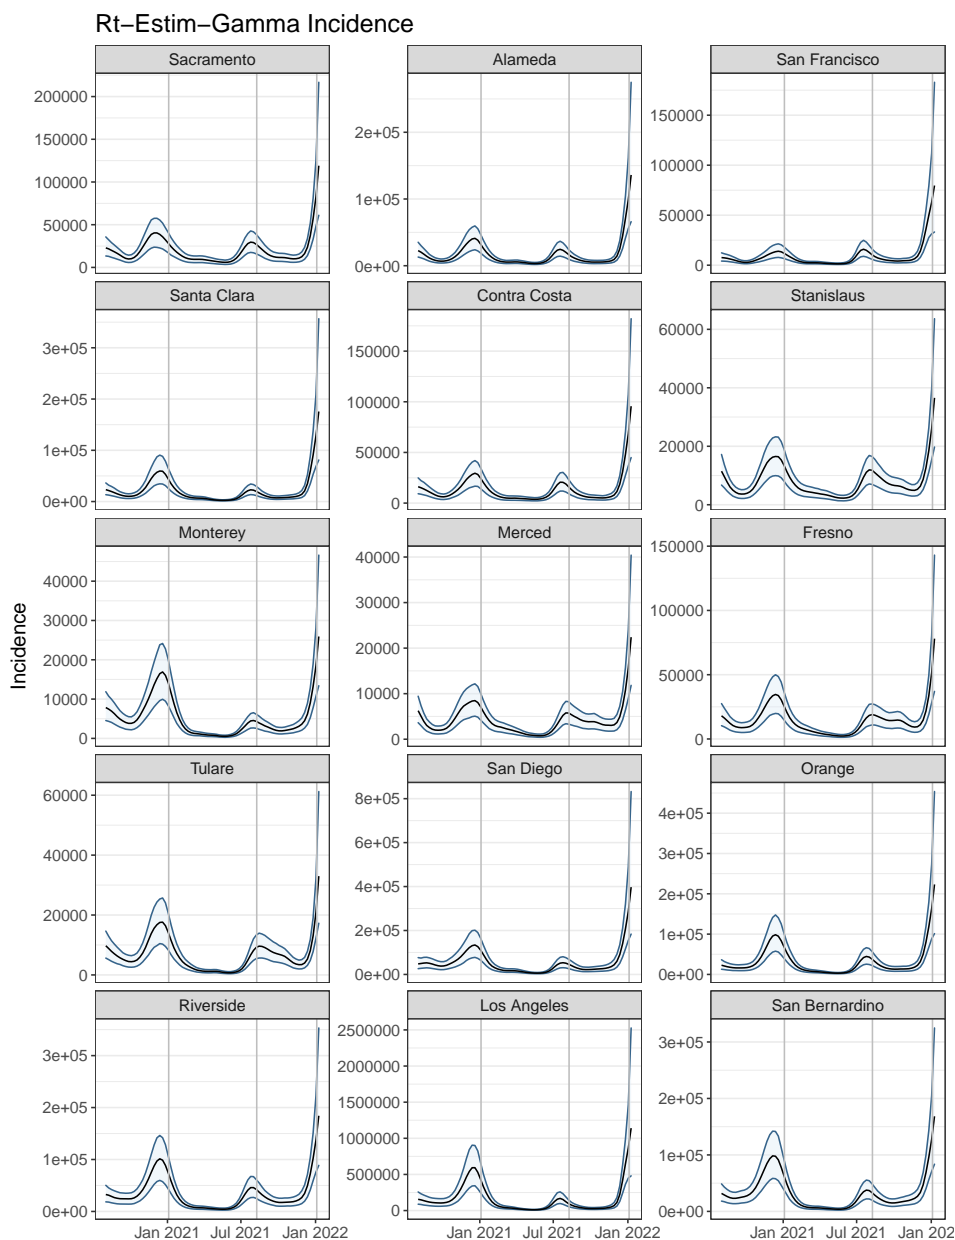 Rt−Estim−Gamma Incidence
Sacramento
Alameda
San Francisco
200000
150000
100000
50000
0
2e+05
1e+05
0e+00
150000
100000
50000
0
Santa Clara
Contra Costa
Stanislaus
3e+05
2e+05
1e+05
0e+00
150000
100000
50000
0
60000
40000
20000
0
Monterey
Merced
Fresno
40000
30000
20000
10000
0
40000
30000
20000
10000
0
150000
100000
50000
0
Incidence
Tulare
San Diego
Orange
60000
40000
20000
0
8e+05
6e+05
4e+05
2e+05
0e+00
4e+05
3e+05
2e+05
1e+05
0e+00
Riverside
Los Angeles
San Bernardino
3e+05
2e+05
1e+05
0e+00
2500000
2000000
1500000
1000000
500000
0
3e+05
2e+05
1e+05
0e+00
Jan 2021 Jul 2021 Jan 2022
Jan 2021 Jul 2021 Jan 2022
Jan 2021 Jul 2021 Jan 202